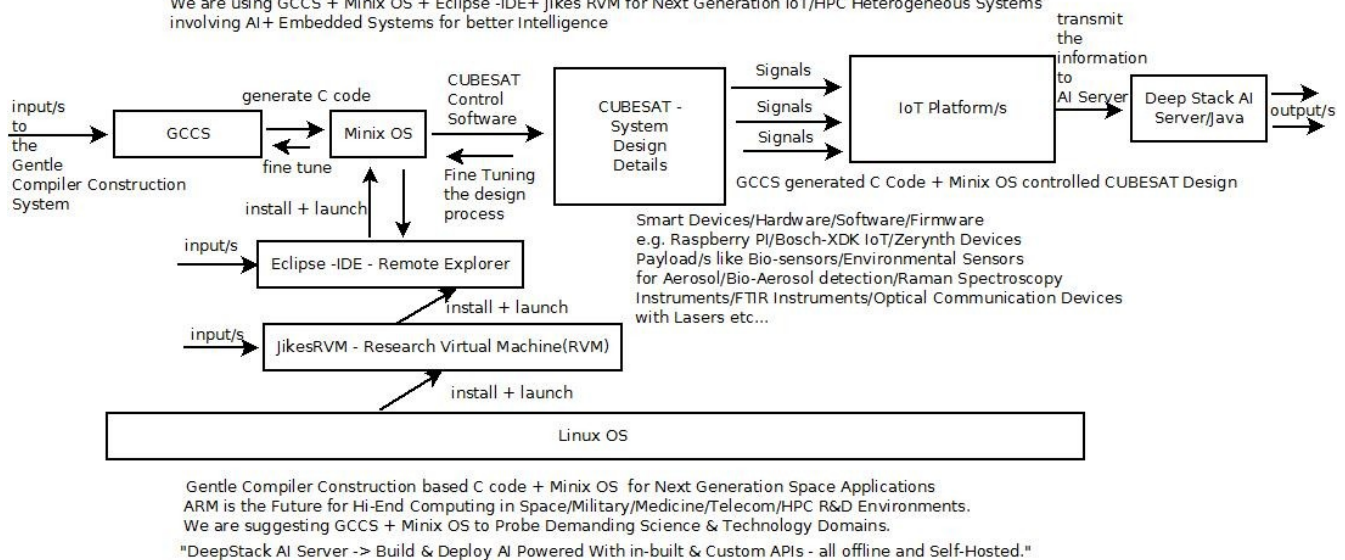 We are using GCCS + Minix OS + Eclipse -IDE+ Jikes RVM for Next Generation IoT/HPC Heterogeneous Systems
involving AI+ Embedded Systems for better Intelligence
transmit
the
information
to
AI Server
input/s
to
the
Gentle
Compiler Construction
System
GCCS
generate C code
fine tune
Minix OS
CUBESAT
Control
Software
Fine Tuning
the design
process
CUBESAT -
System
Design
Details
Signals
Signals
Signals
IoT Platform/s
Deep Stack AI
Server/Java
output/s
GCCS generated C Code + Minix OS controlled CUBESAT Design
install + launch
input/s
Eclipse -IDE - Remote Explorer
Smart Devices/Hardware/Software/Firmware
e.g. Raspberry PI/Bosch-XDK IoT/Zerynth Devices
Payload/s like Bio-sensors/Environmental Sensors
for Aerosol/Bio-Aerosol detection/Raman Spectroscopy
Instruments/FTIR Instruments/Optical Communication Devices
with Lasers etc...
install + launch
input/s
JikesRVM - Research Virtual Machine(RVM)
install + launch
Linux OS
Gentle Compiler Construction based C code + Minix OS  for Next Generation Space Applications
ARM is the Future for Hi-End Computing in Space/Military/Medicine/Telecom/HPC R&D Environments.
We are suggesting GCCS + Minix OS to Probe Demanding Science & Technology Domains.
"DeepStack AI Server -> Build & Deploy AI Powered With in-built & Custom APIs - all offline and Self-Hosted."